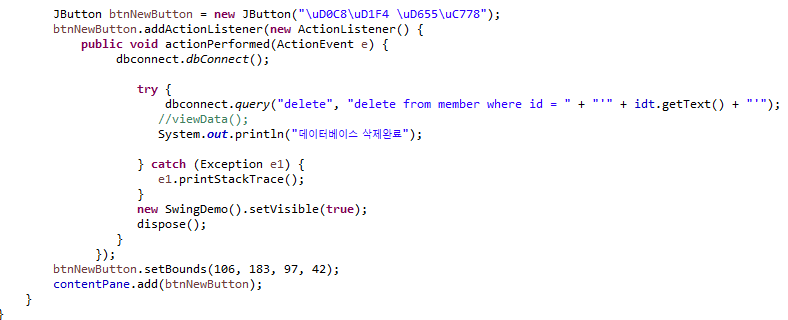 JButton btnNewButton = new JButton("\uD0C8\uD1F4 \uD655\uC778");
btnNewButton.addActionListener(new ActionListener() {
public void actionPerformed(ActionEvent e) {
dbconnect.dbConnect();
try {
dbconnect.query("delete", "delete from member where id = " + "'" + idt.getText() + "'");
//viewData();
System.out.println("데이터베이스 삭제완료");
} catch (Exception e1) {
e1.printStackTrace();
}
new SwingDemo().setVisible(true);
dispose();
}
});
btnNewButton.setBounds(106, 183, 97, 42);
contentPane.add(btnNewButton);
}
}